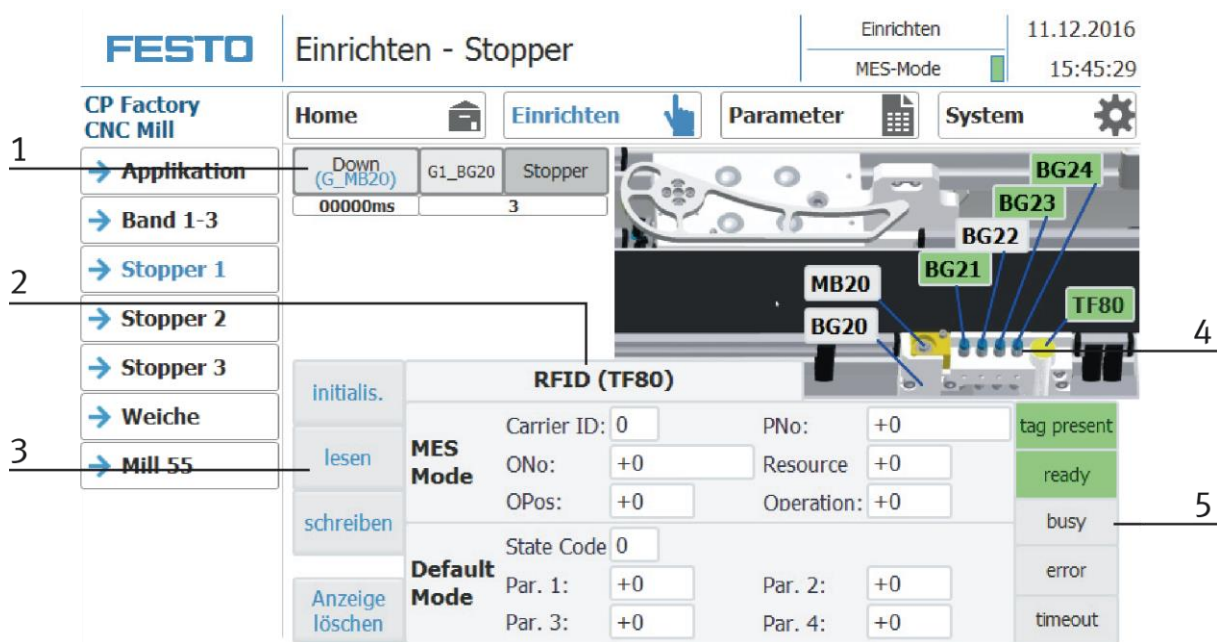 FESTO
Einrichten - Stopper
Einrichten
11.12.2016
MES-Mode
15:45:29
CP Factory
CNC Mill
Home
Einrichten
Parameter
System
1
Applikation
Band 1-3
Stopper 1
2
Stopper 2
Stopper 3
Weiche
3
Mill 55
Down
(G_MB20)
G1_BG20
Stopper
00000ms
3
BG24
BG23
BG22
BG21
MB20
TF80
BG20
4
initialis.
lesen
schreiben
Anzeige
löschen
RFID (TF80)
MES
Mode
Carrier ID: 0
PNo: +0
ONo: +0
Resource +0
OPos: +0
Operation: +0
Default
Mode
State Code 0
Par. 1: +0
Par. 2: +0
Par. 3: +0
Par. 4: +0
tag present
ready
busy
5
error
timeout